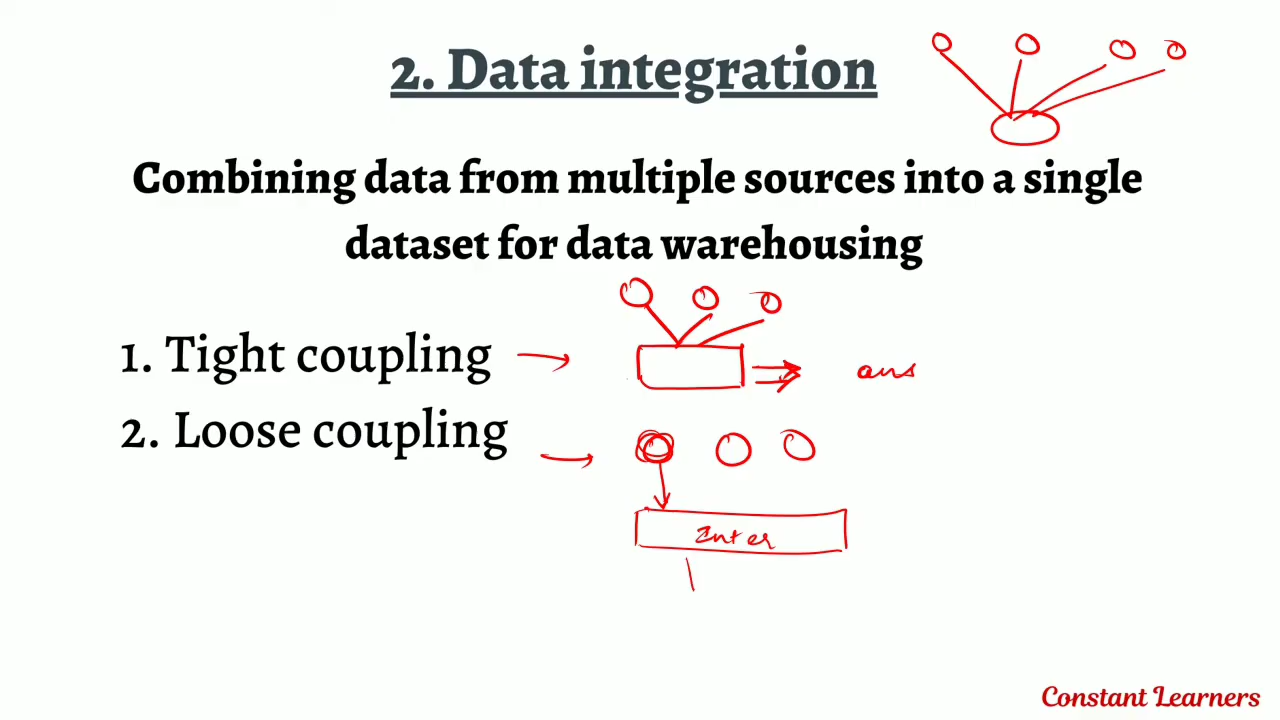 2. Data integration
Combining data from multiple sources into a single
dataset for data warehousing
1. Tight coupling
ans
2. Loose coupling
Inter
Constant Learners